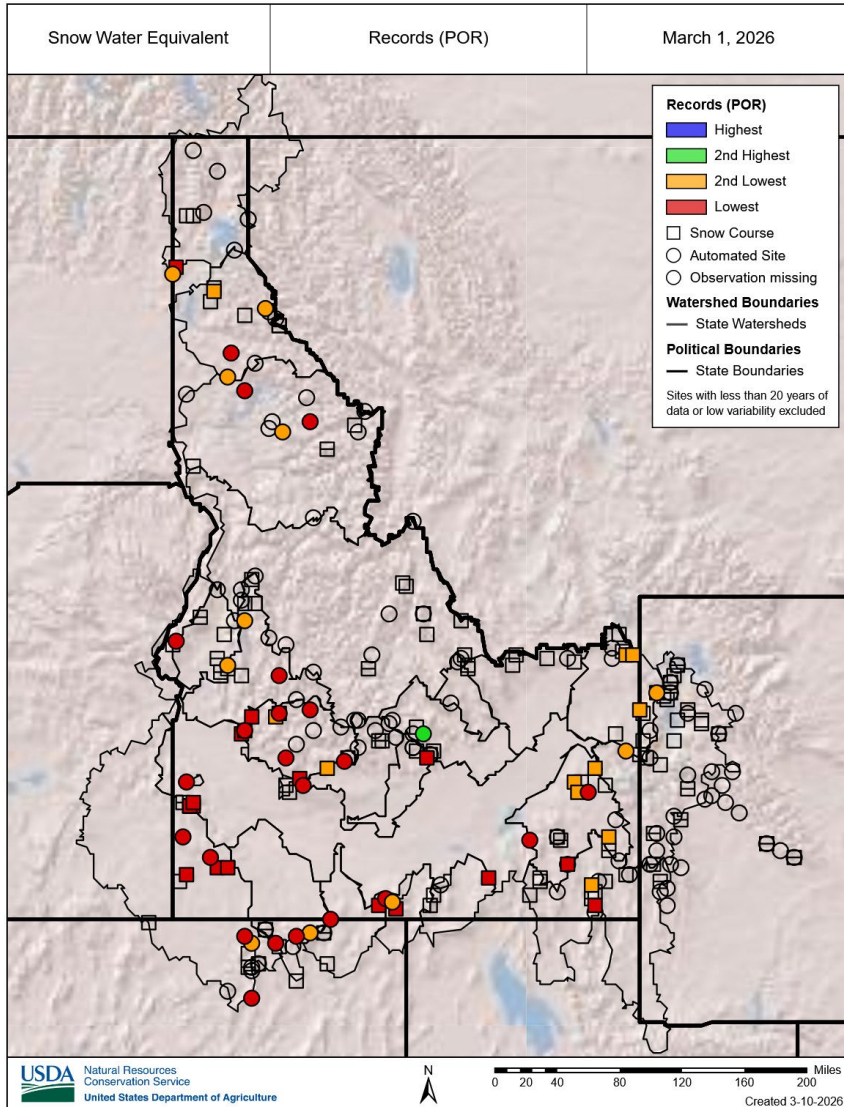 Snow Water Equivalent
Records (POR)
March 1, 2026
Records (POR)
Highest
2nd Highest
2nd Lowest
Lowest
Snow Course
Automated Site
Observation missing
Watershed Boundaries
State Watersheds
Political Boundaries
State Boundaries
Sites with less than 20 years of
data or low variability excluded
USDA
Natural Resources
Conservation Service
United States Department of Agriculture
N
Miles
0 20 40 80 120 160 200
Created 3-10-2026